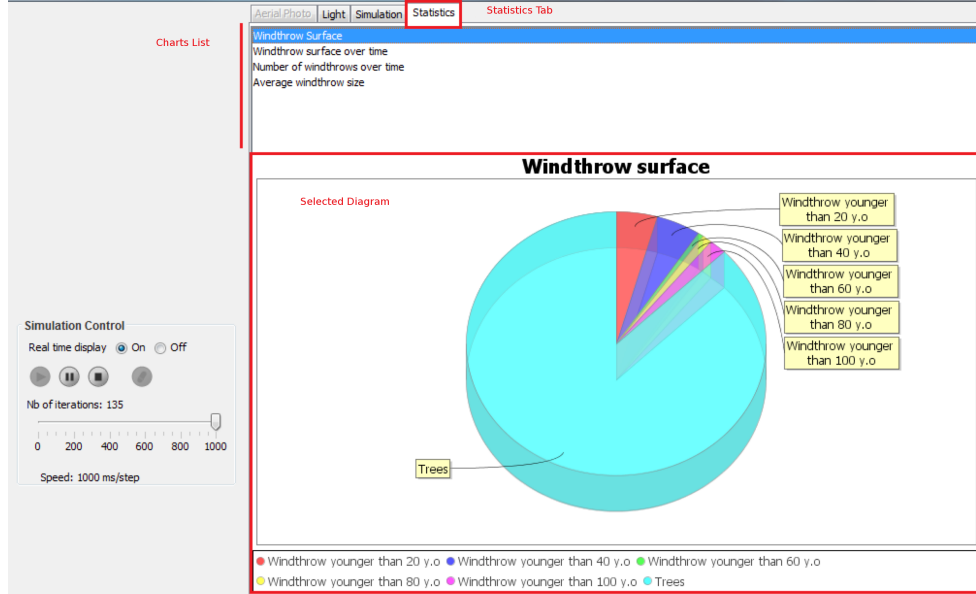 Aerial Photo Light Simulation Statistics Statistics Tab
Charts List
Windthrow Surface
Windthrow surface over time
Number of windthrows over time
Average windthrow size
Windthrow surface
Selected Diagram
Windthrow younger
than 20 y.o
Windthrow younger
than 40 y.o
Windthrow younger
than 60 y.o
Windthrow younger
than 80 y.o
Windthrow younger
than 100 y.o
Trees
Simulation Control
Real time display On Off
Nb of iterations: 135
0 200 400 600 800 1000
Speed: 1000 ms/step
Windthrow younger than 20 y.o Windthrow younger than 40 y.o Windthrow younger than 60 y.o
Windthrow younger than 80 y.o Windthrow younger than 100 y.o Trees